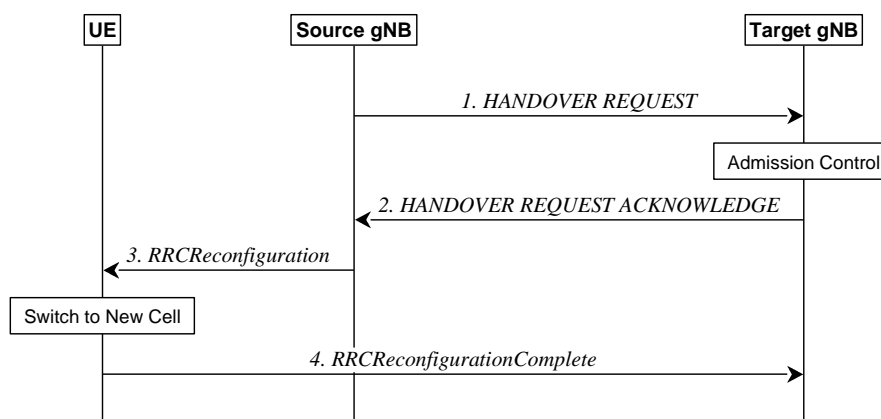 UE
Source gNB
Target gNB
1. HANDOVER REQUEST
Admission Control
2. HANDOVER REQUEST ACKNOWLEDGE
3. RRCReconfiguration
Switch to New Cell
4. RRCReconfigurationComplete